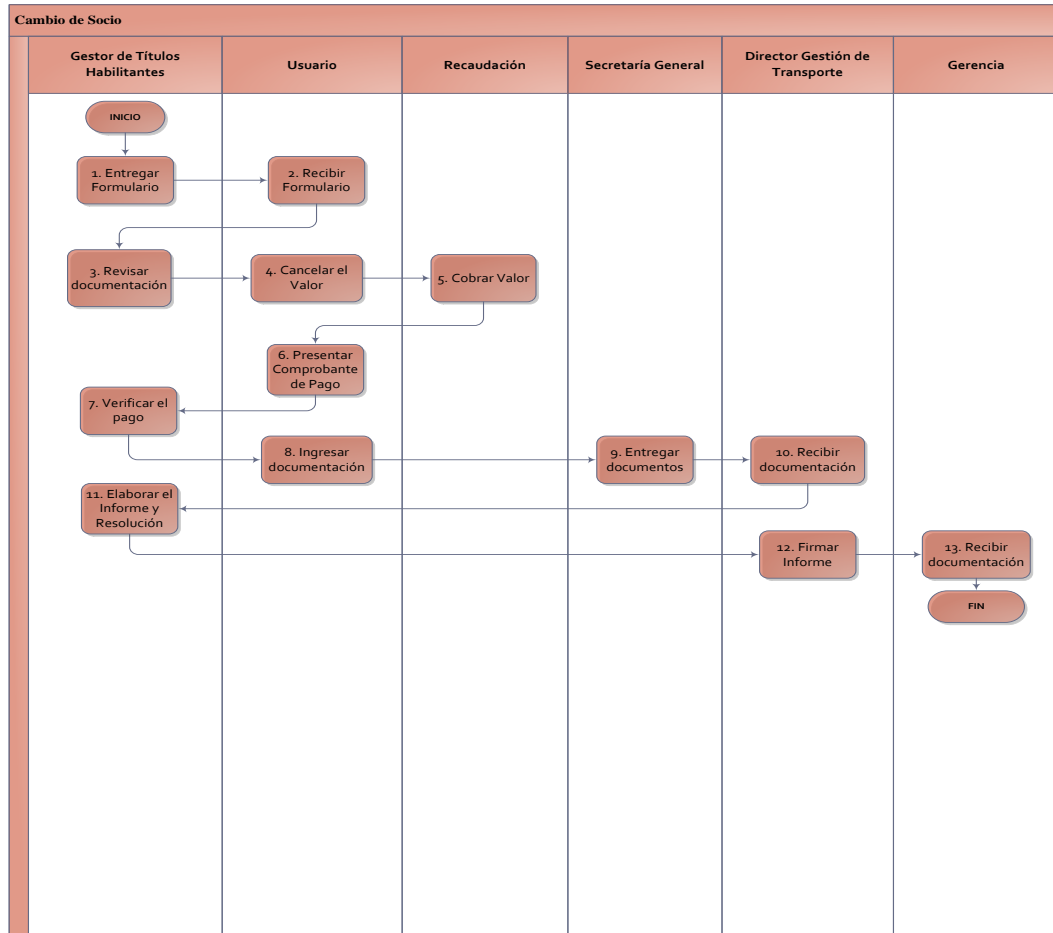 Cambio de Socio
Gestor de Títulos
Habilitantes
Usuario
Recaudación
Secretaría General
Director Gestión de
Transporte
Gerencia
INICIO
1. Entregar
Formulario
2. Recibir
Formulario
3. Revisar
documentación
4. Cancelar el
Valor
5. Cobrar Valor
6. Presentar
Comprobante
de Pago
7. Verificar el
pago
8. Ingresar
documentación
9. Entregar
documentos
10. Recibir
documentación
11. Elaborar el
Informe y
Resolución
12. Firmar
Informe
13. Recibir
documentación
FIN